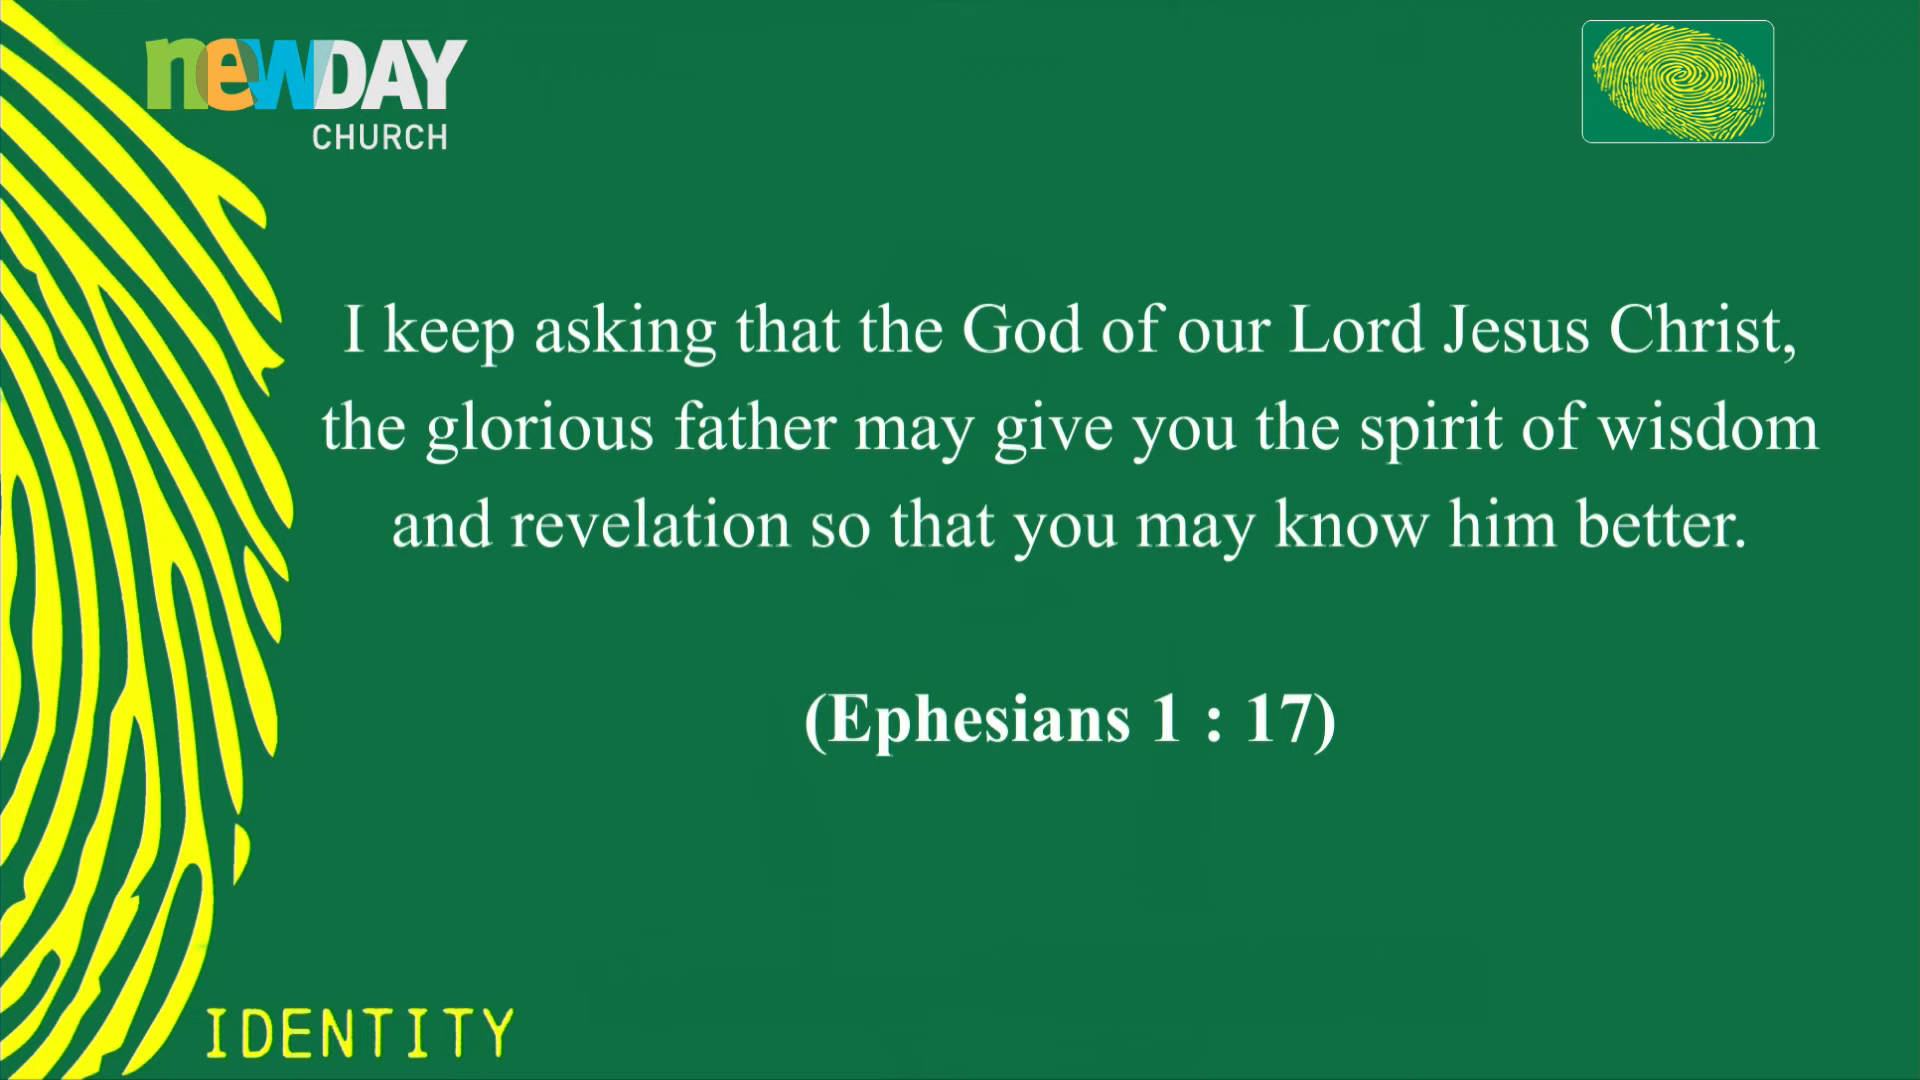 newDAY
CHURCH
I keep asking that the God of our Lord Jesus Christ,
the glorious father may give you the spirit of wisdom
and revelation so that you may know him better.
(Ephesians 1 : 17)
IDENTITY